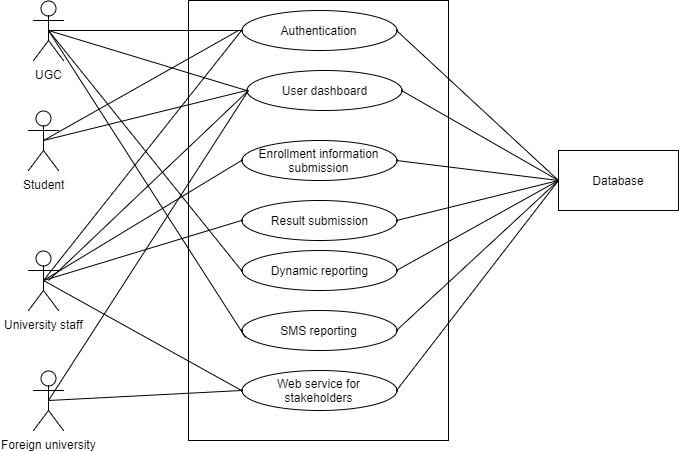 UGC
Student
University staff
Foreign university
Authentication
User dashboard
Enrollment information
submission
Result submission
Dynamic reporting
SMS reporting
Web service for
stakeholders
Database